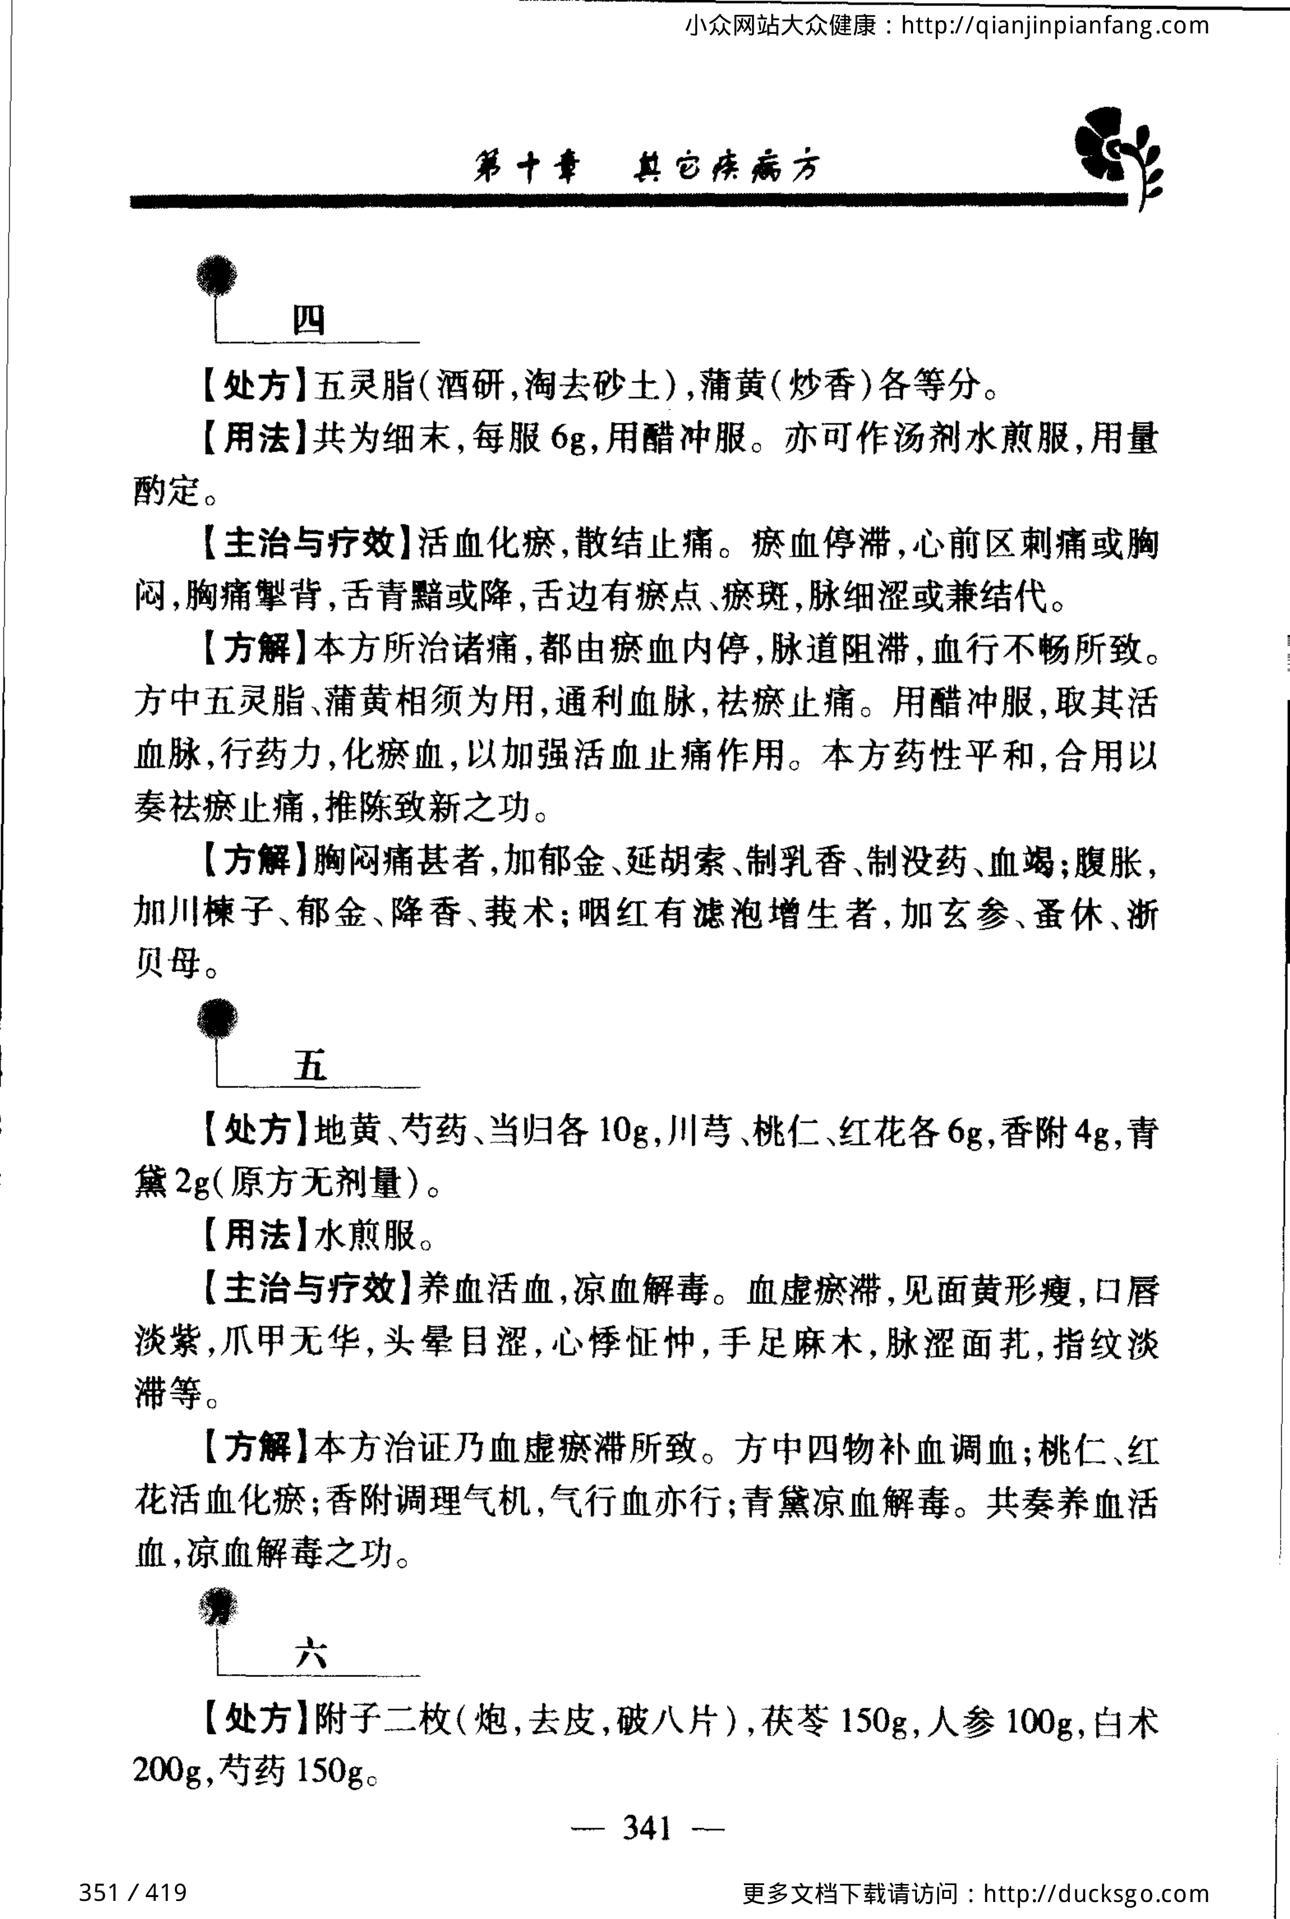 小众网站大众健康：http://qianjinpianfang.com
第十章 其它疾病方
四
【处方】五灵脂(酒研,淘去砂土),蒲黄(炒香)各等分。
【用法】共为细末,每服6g,用醋冲服。亦可作汤剂水煎服,用量
酌定。
【主治与疗效】活血化瘀,散结止痛。瘀血停滞,心前区刺痛或胸
闷,胸痛掣背,舌青黯或降,舌边有瘀点、瘀斑,脉细涩或兼结代。
【方解】本方所治诸痛,都由瘀血内停,脉道阻滞,血行不畅所致。
方中五灵脂、蒲黄相须为用,通利血脉,祛瘀止痛。用醋冲服,取其活
血脉,行药力,化瘀血,以加强活血止痛作用。本方药性平和,合用以
奏祛瘀止痛,推陈致新之功。
【方解】胸闷痛甚者,加郁金、延胡索、制乳香、制没药、血竭;腹胀,
加川楝子、郁金、降香、莪术;咽红有滤泡增生者,加玄参、蚤休、浙
贝母。
五
【处方】地黄、芍药、当归各10g,川芎、桃仁、红花各6g,香附4g,青
黛2g(原方无剂量)。
【用法】水煎服。
【主治与疗效】养血活血,凉血解毒。血虚瘀滞,见面黄形瘦,口唇
淡紫,爪甲无华,头晕目涩,心悸怔忡,手足麻木,脉涩面芤,指纹淡
滞等。
【方解】本方治证乃血虚瘀滞所致。方中四物补血调血;桃仁、红
花活血化瘀;香附调理气机,气行血亦行;青黛凉血解毒。共奏养血活
血,凉血解毒之功。
方
六
【处方】附子二枚(炮,去皮,破八片),茯苓150g,人参100g,白术
200g,芍药150g。
— 341 —
351 / 419
更多文档下载请访问：http://ducksgo.com